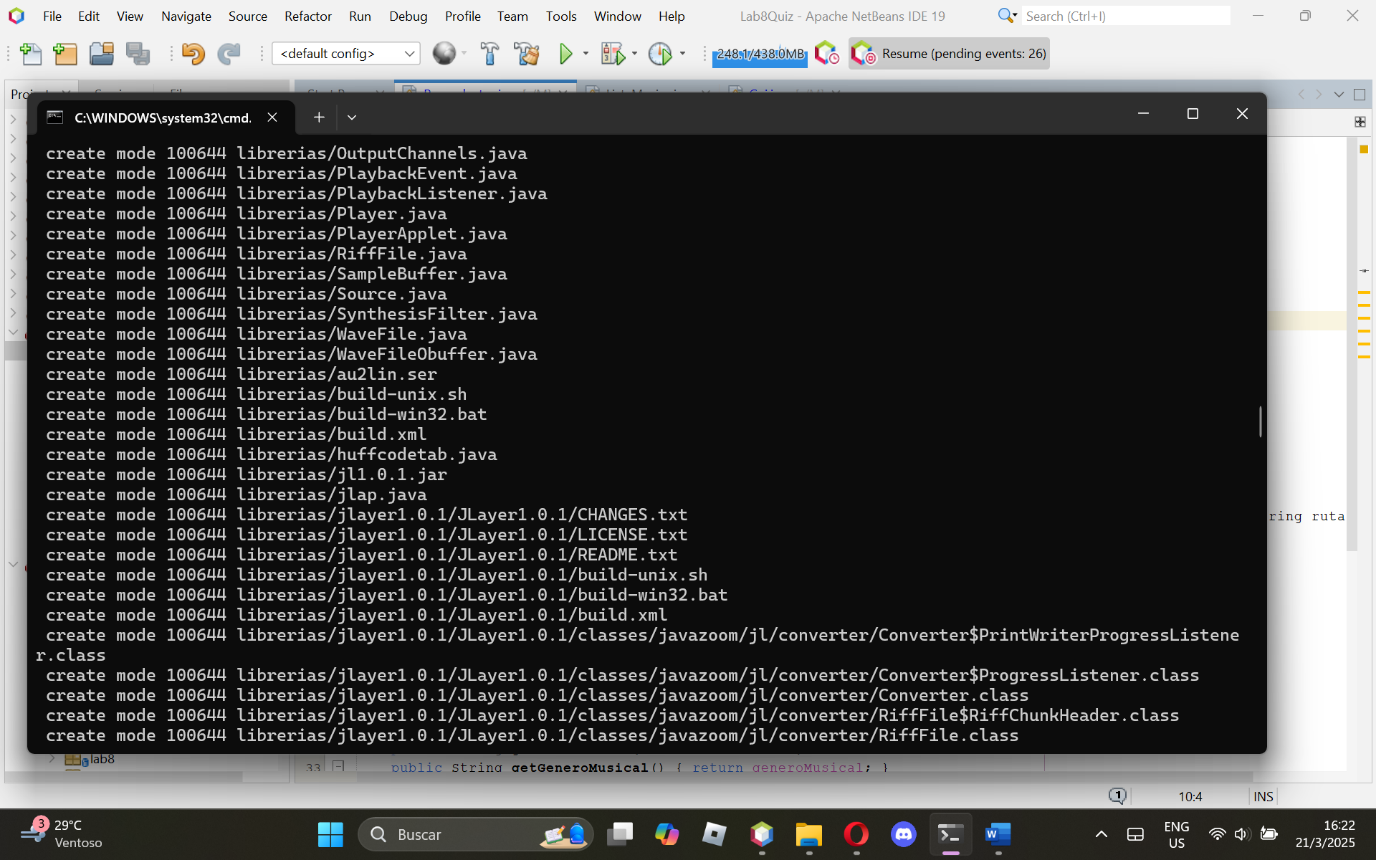 File Edit View Navigate Source Refactor Run Debug Profile Team Tools Window Help
Lab8Quiz - Apache NetBeans IDE 19
Search (Ctrl+I)
<default config>
248.1/438.0MB
Resume (pending events: 26)
C:\WINDOWS\system32\cmd.
create mode 100644 librerias/OutputChannels.java
create mode 100644 librerias/PlaybackEvent.java
create mode 100644 librerias/PlaybackListener.java
create mode 100644 librerias/Player.java
create mode 100644 librerias/PlayerApplet.java
create mode 100644 librerias/RiffFile.java
create mode 100644 librerias/SampleBuffer.java
create mode 100644 librerias/Source.java
create mode 100644 librerias/SynthesisFilter.java
create mode 100644 librerias/WaveFile.java
create mode 100644 librerias/WaveFileObuffer.java
create mode 100644 librerias/au2lin.ser
create mode 100644 librerias/build-unix.sh
create mode 100644 librerias/build-win32.bat
create mode 100644 librerias/build.xml
create mode 100644 librerias/huffcodetab.java
create mode 100644 librerias/jl1.0.1.jar
create mode 100644 librerias/jlap.java
create mode 100644 librerias/jlayer1.0.1/JLayer1.0.1/CHANGES.txt
create mode 100644 librerias/jlayer1.0.1/JLayer1.0.1/LICENSE.txt
create mode 100644 librerias/jlayer1.0.1/JLayer1.0.1/README.txt
create mode 100644 librerias/jlayer1.0.1/JLayer1.0.1/build-unix.sh
create mode 100644 librerias/jlayer1.0.1/JLayer1.0.1/build-win32.bat
create mode 100644 librerias/jlayer1.0.1/JLayer1.0.1/build.xml
create mode 100644 librerias/jlayer1.0.1/JLayer1.0.1/classes/javazoom/jl/converter/Converter$PrintWriterProgressListene
r.class
create mode 100644 librerias/jlayer1.0.1/JLayer1.0.1/classes/javazoom/jl/converter/Converter$ProgressListener.class
create mode 100644 librerias/jlayer1.0.1/JLayer1.0.1/classes/javazoom/jl/converter/Converter.class
create mode 100644 librerias/jlayer1.0.1/JLayer1.0.1/classes/javazoom/jl/converter/RiffFile$RiffChunkHeader.class
create mode 100644 librerias/jlayer1.0.1/JLayer1.0.1/classes/javazoom/jl/converter/RiffFile.class
ring ruta
lab8
33 public String getGeneroMusical() { return generoMusical; }
1
10:4
INS
3
29°C
Ventoso
Buscar
ENG
US
16:22
21/3/2025